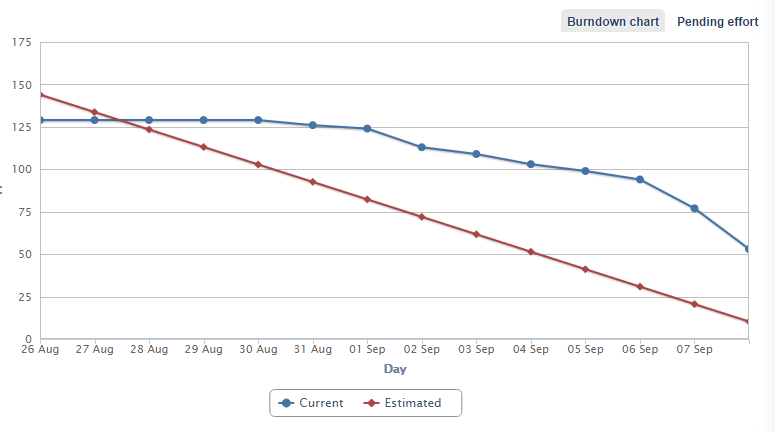 Burndown chart Pending effort
175
150
125
100
75
50
25
0
26 Aug 27 Aug 28 Aug 29 Aug 30 Aug 31 Aug 01 Sep 02 Sep 03 Sep 04 Sep 05 Sep 06 Sep 07 Sep
Day
Current Estimated